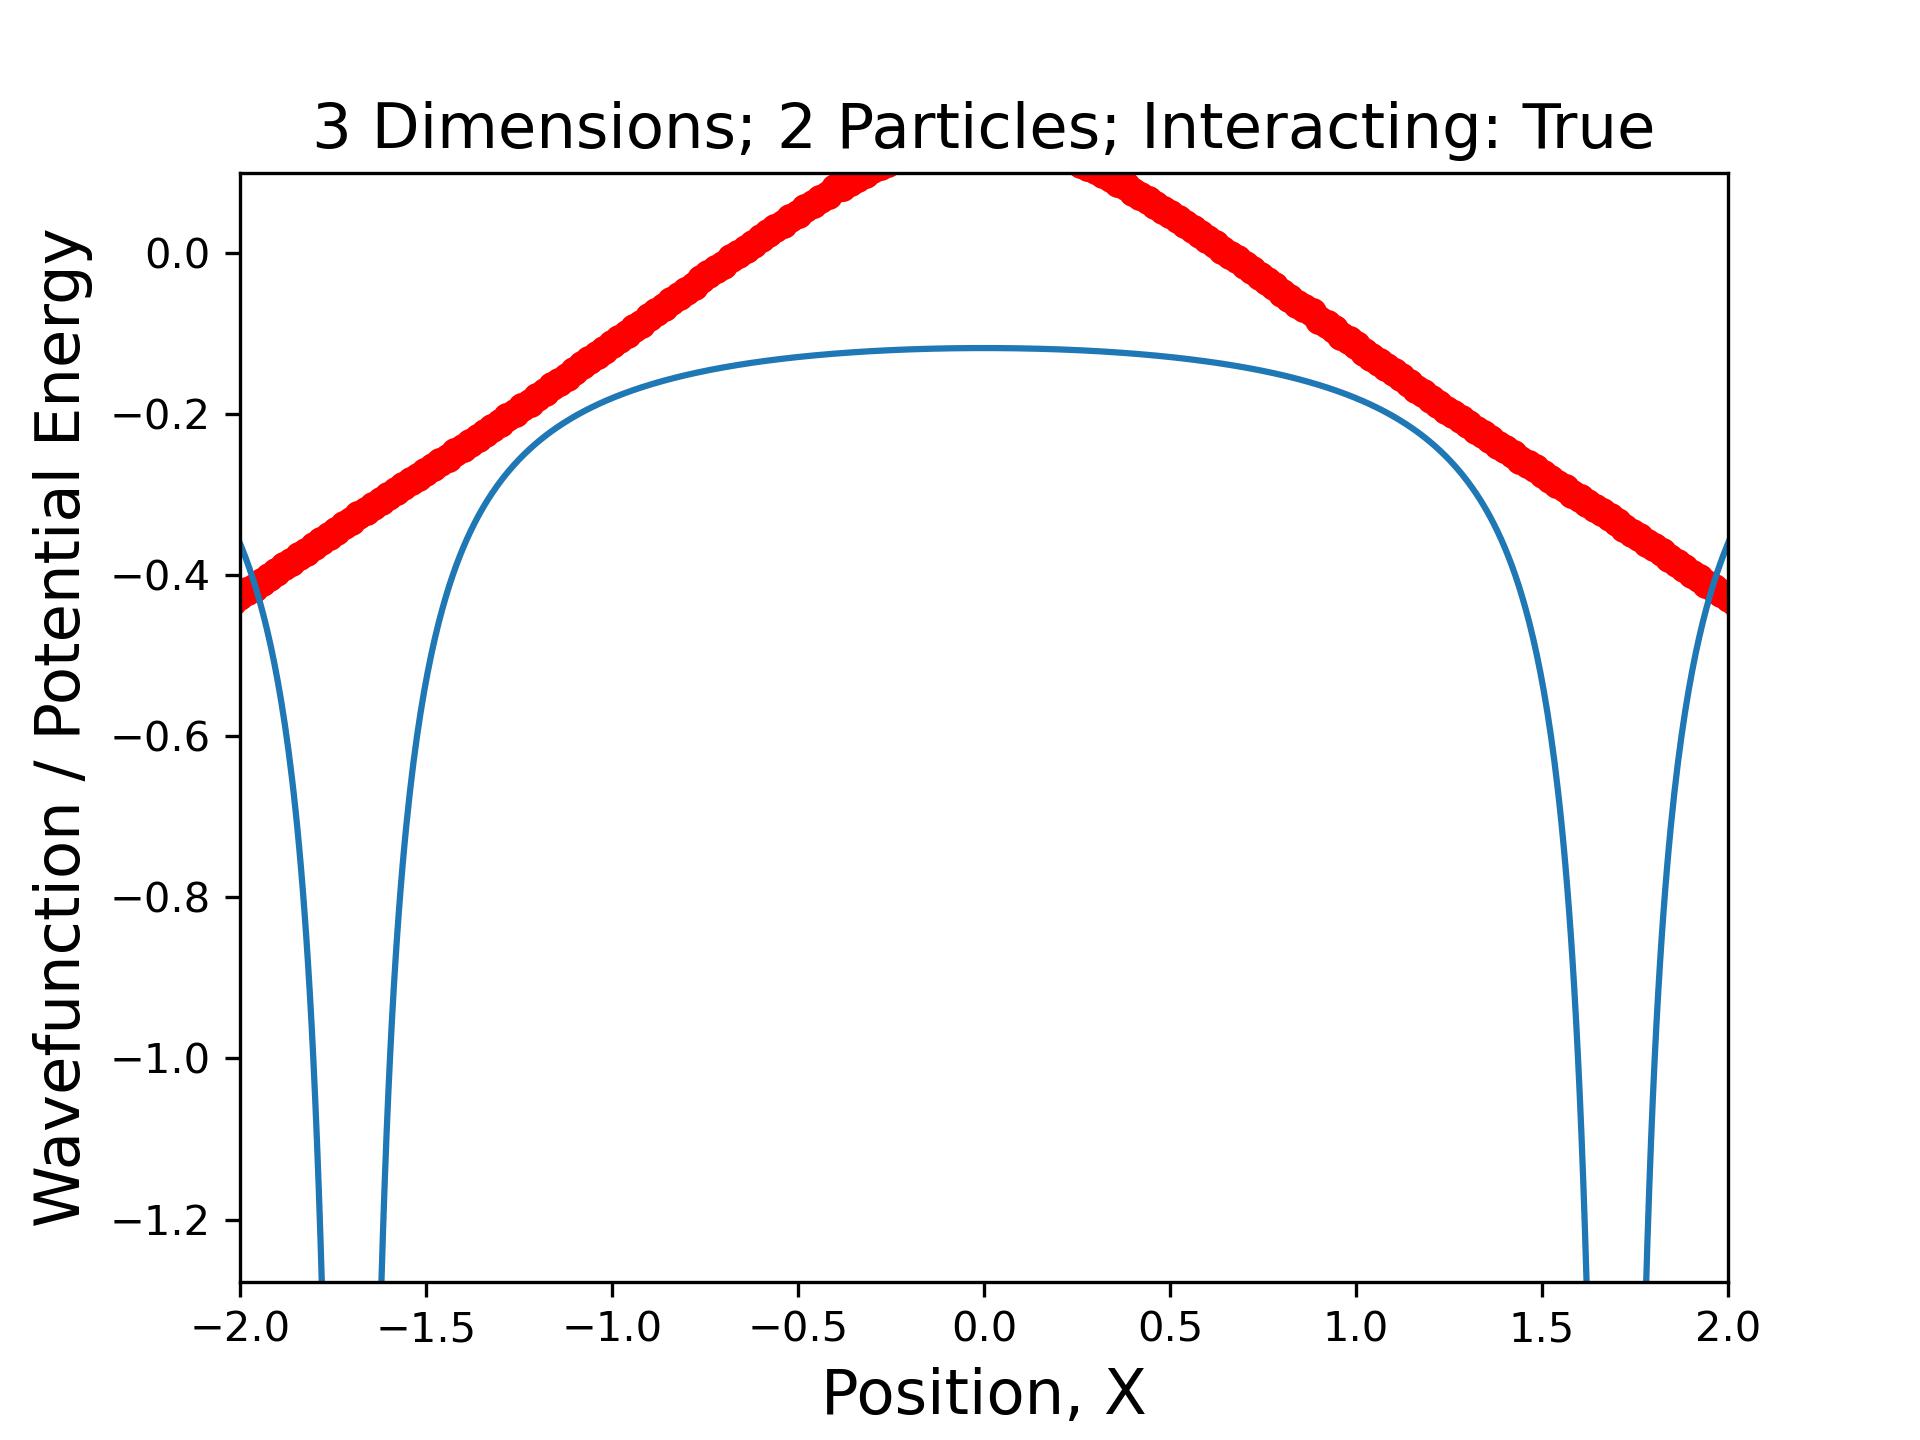 3 Dimensions; 2 Particles; Interacting: True
Wavefunction / Potential Energy
0.0
−0.2
−0.4
−0.6
−0.8
−1.0
−1.2
−2.0 −1.5 −1.0 −0.5 0.0 0.5 1.0 1.5 2.0
Position, X